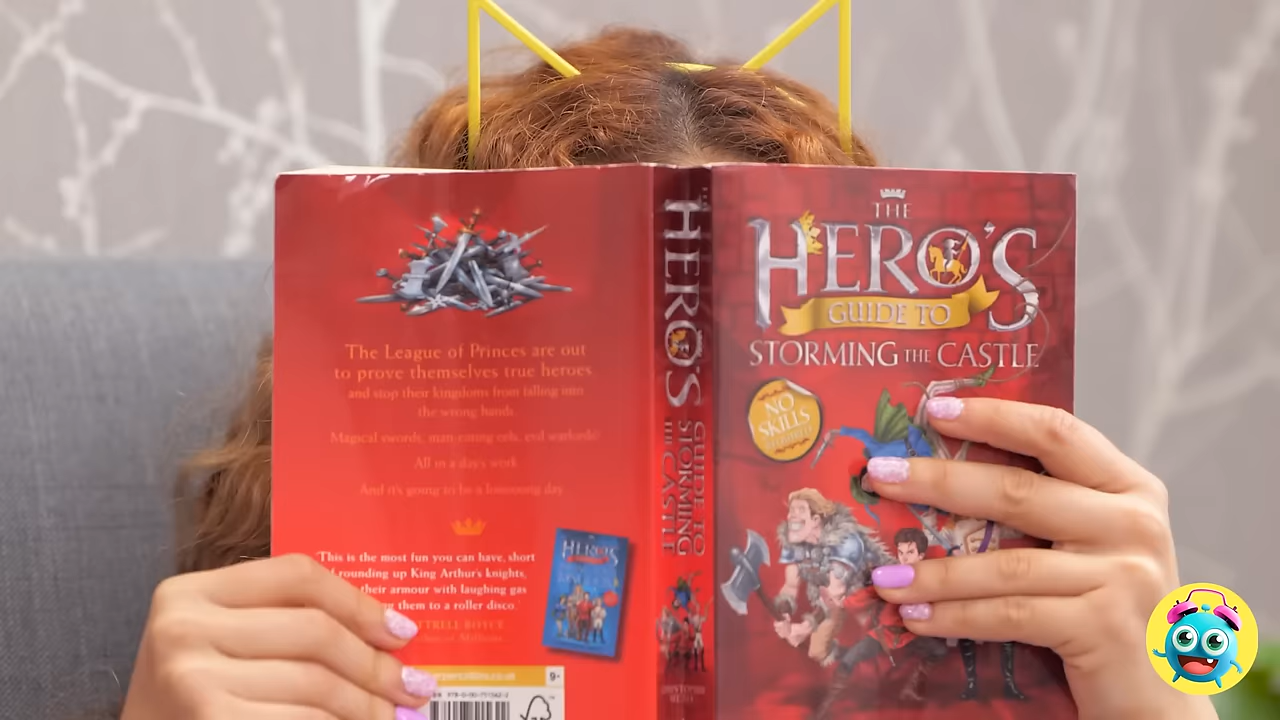 The League of Princes are out
to prove themselves true heroes
and stop their kingdoms from falling into
the wrong hands.
Magical swords, man-eating eels, evil warlords!
All in a day's work
And it's going to be a looooong day
'This is the most fun you can have, short
rounding up King Arthur's knights,
their armour with laughing gas
them to a roller disco.'
HERO'S
9+
HERO'S
GUIDE TO
STORMING
THE CASTLE
THE
HERO'S
GUIDE TO
STORMING THE CASTLE
NO
SKILLS